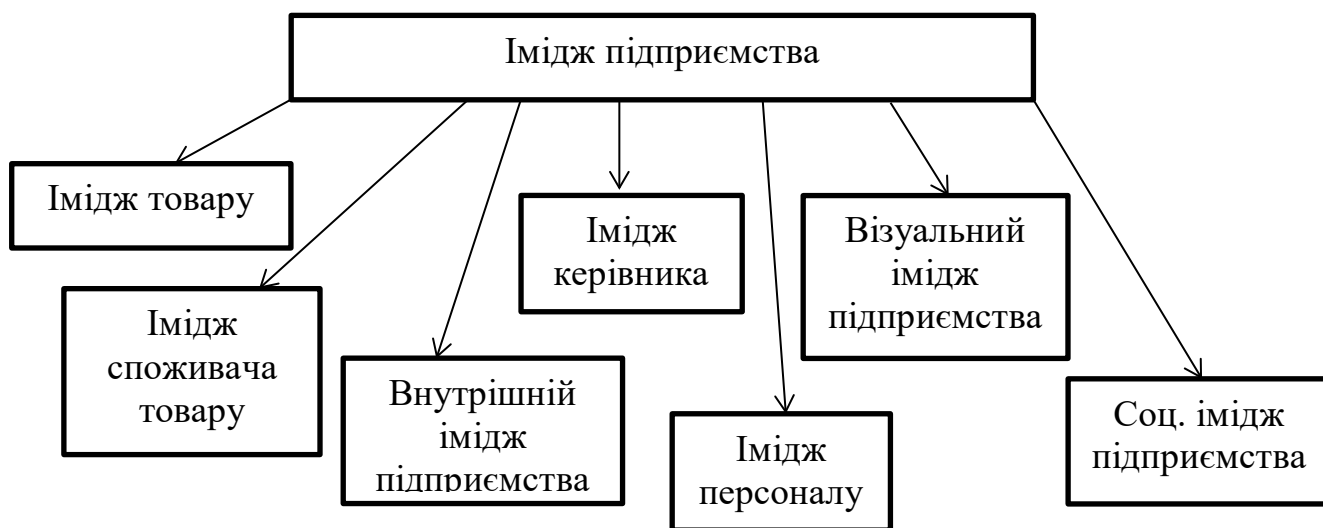 Імідж підприємства
Імідж товару
Імідж
споживача
товару
Внутрішній
імідж
підприємства
Імідж
керівника
Імідж
персоналу
Візуальний
імідж
підприємства
Соц. імідж
підприємства